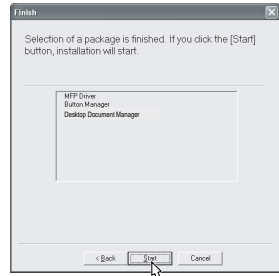 Finish
Selection of a package is finished. If you click the [Start]
button, installation will start.
MFP Driver
Button Manager
Desktop Document Manager
< Back
Start
Cancel